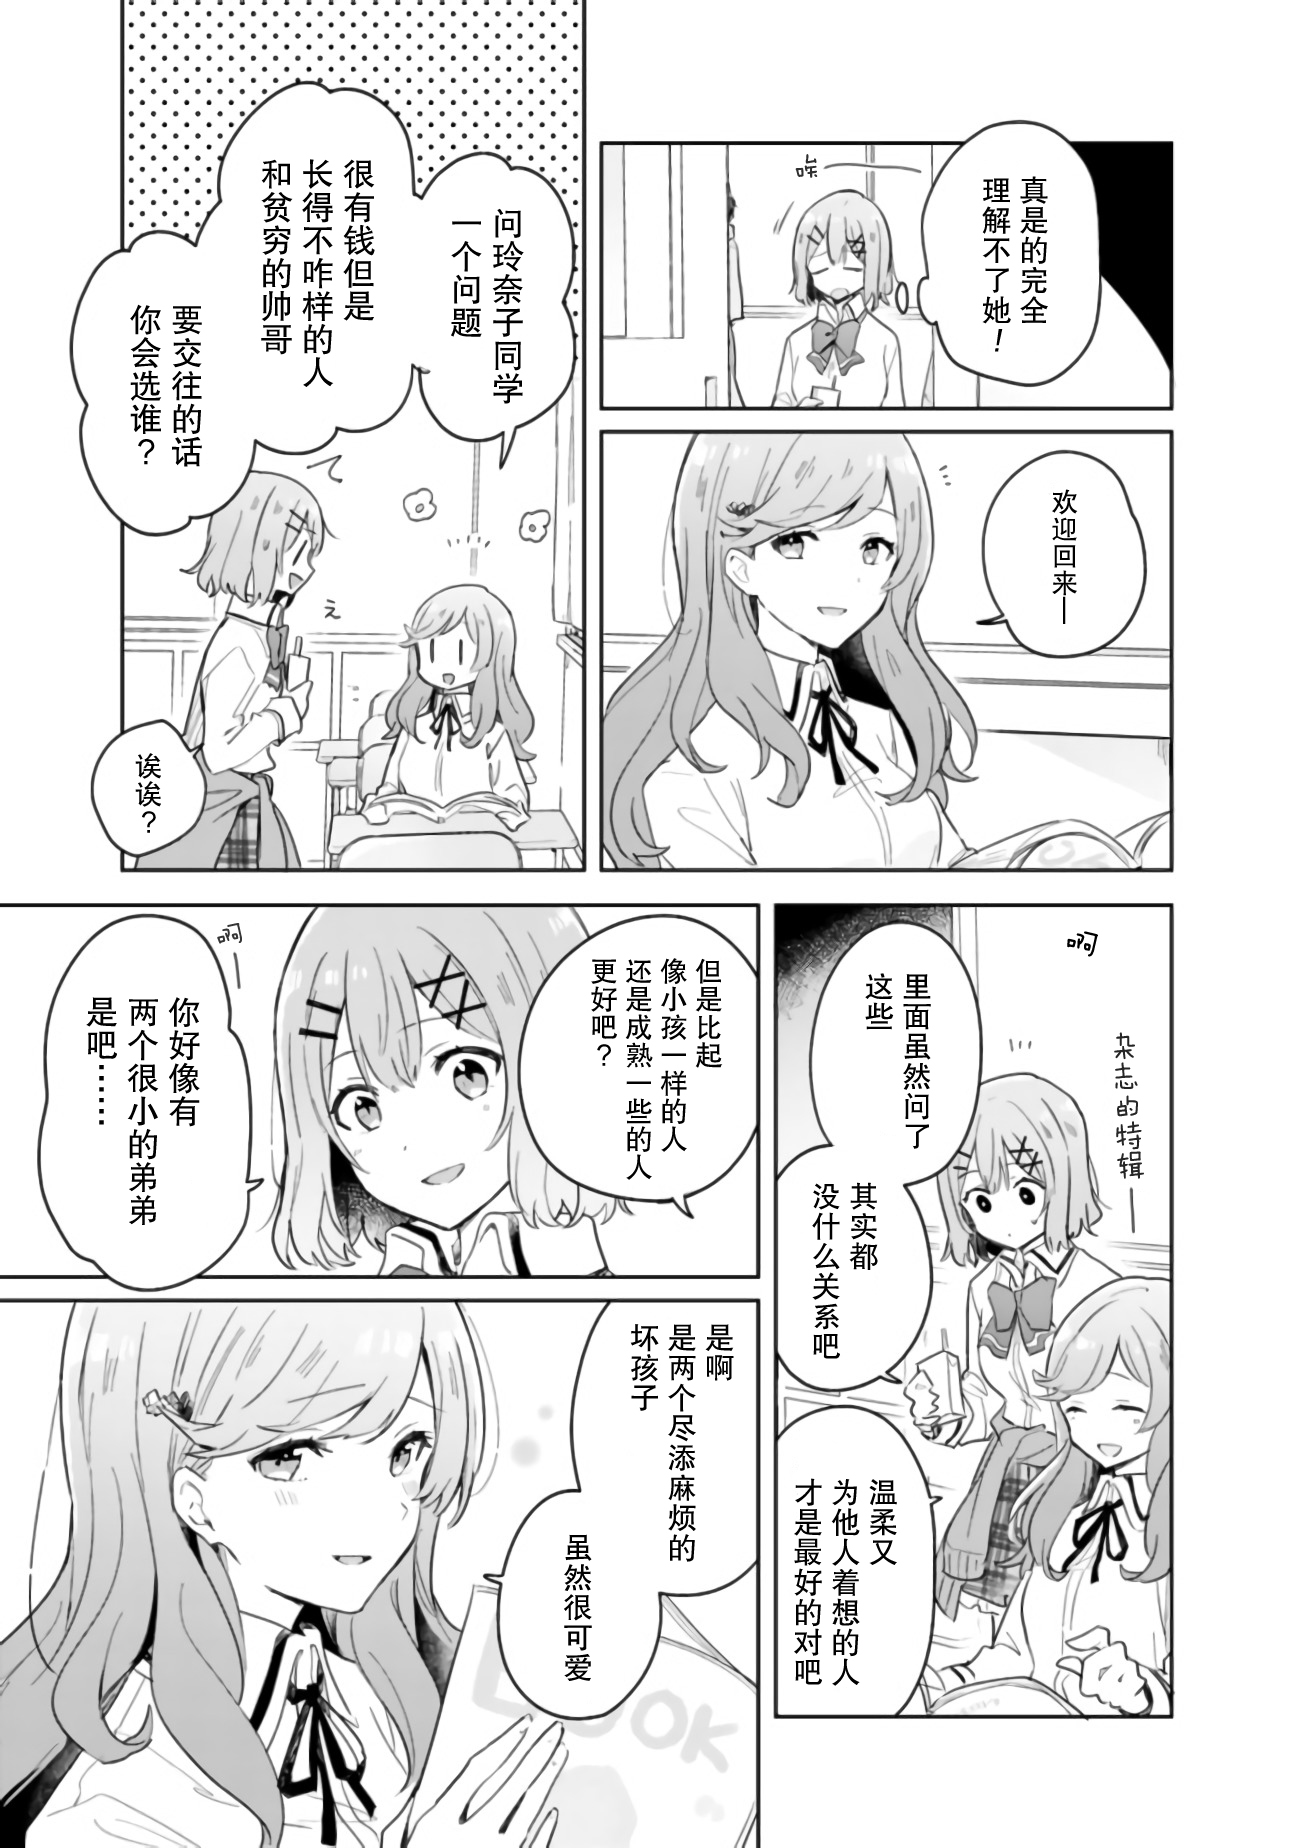 真是的完全
理解不了她！
唉
欢迎回来
问玲奈子同学
一个问题
很有钱但是
长得不咋样的人
和贫穷的帅哥
要交往的话
你会选谁？
え
诶诶？
啊
杂志的特辑
里面虽然问了
这些
其实都
没什么关系吧
温柔又
为他人着想的人
才是最好的对吧
但是比起
像小孩一样的人
还是成熟一些的人
更好吧？
啊
你好像有
两个很小的弟弟
是吧……
是啊
是两个尽添麻烦的
坏孩子
虽然很可爱
LOOK